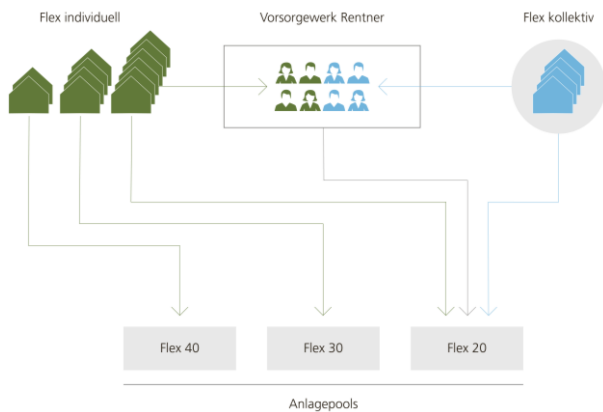 Flex individuell
Vorsorgewerk Rentner
Flex kollektiv
Flex 40
Flex 30
Flex 20
Anlagepools